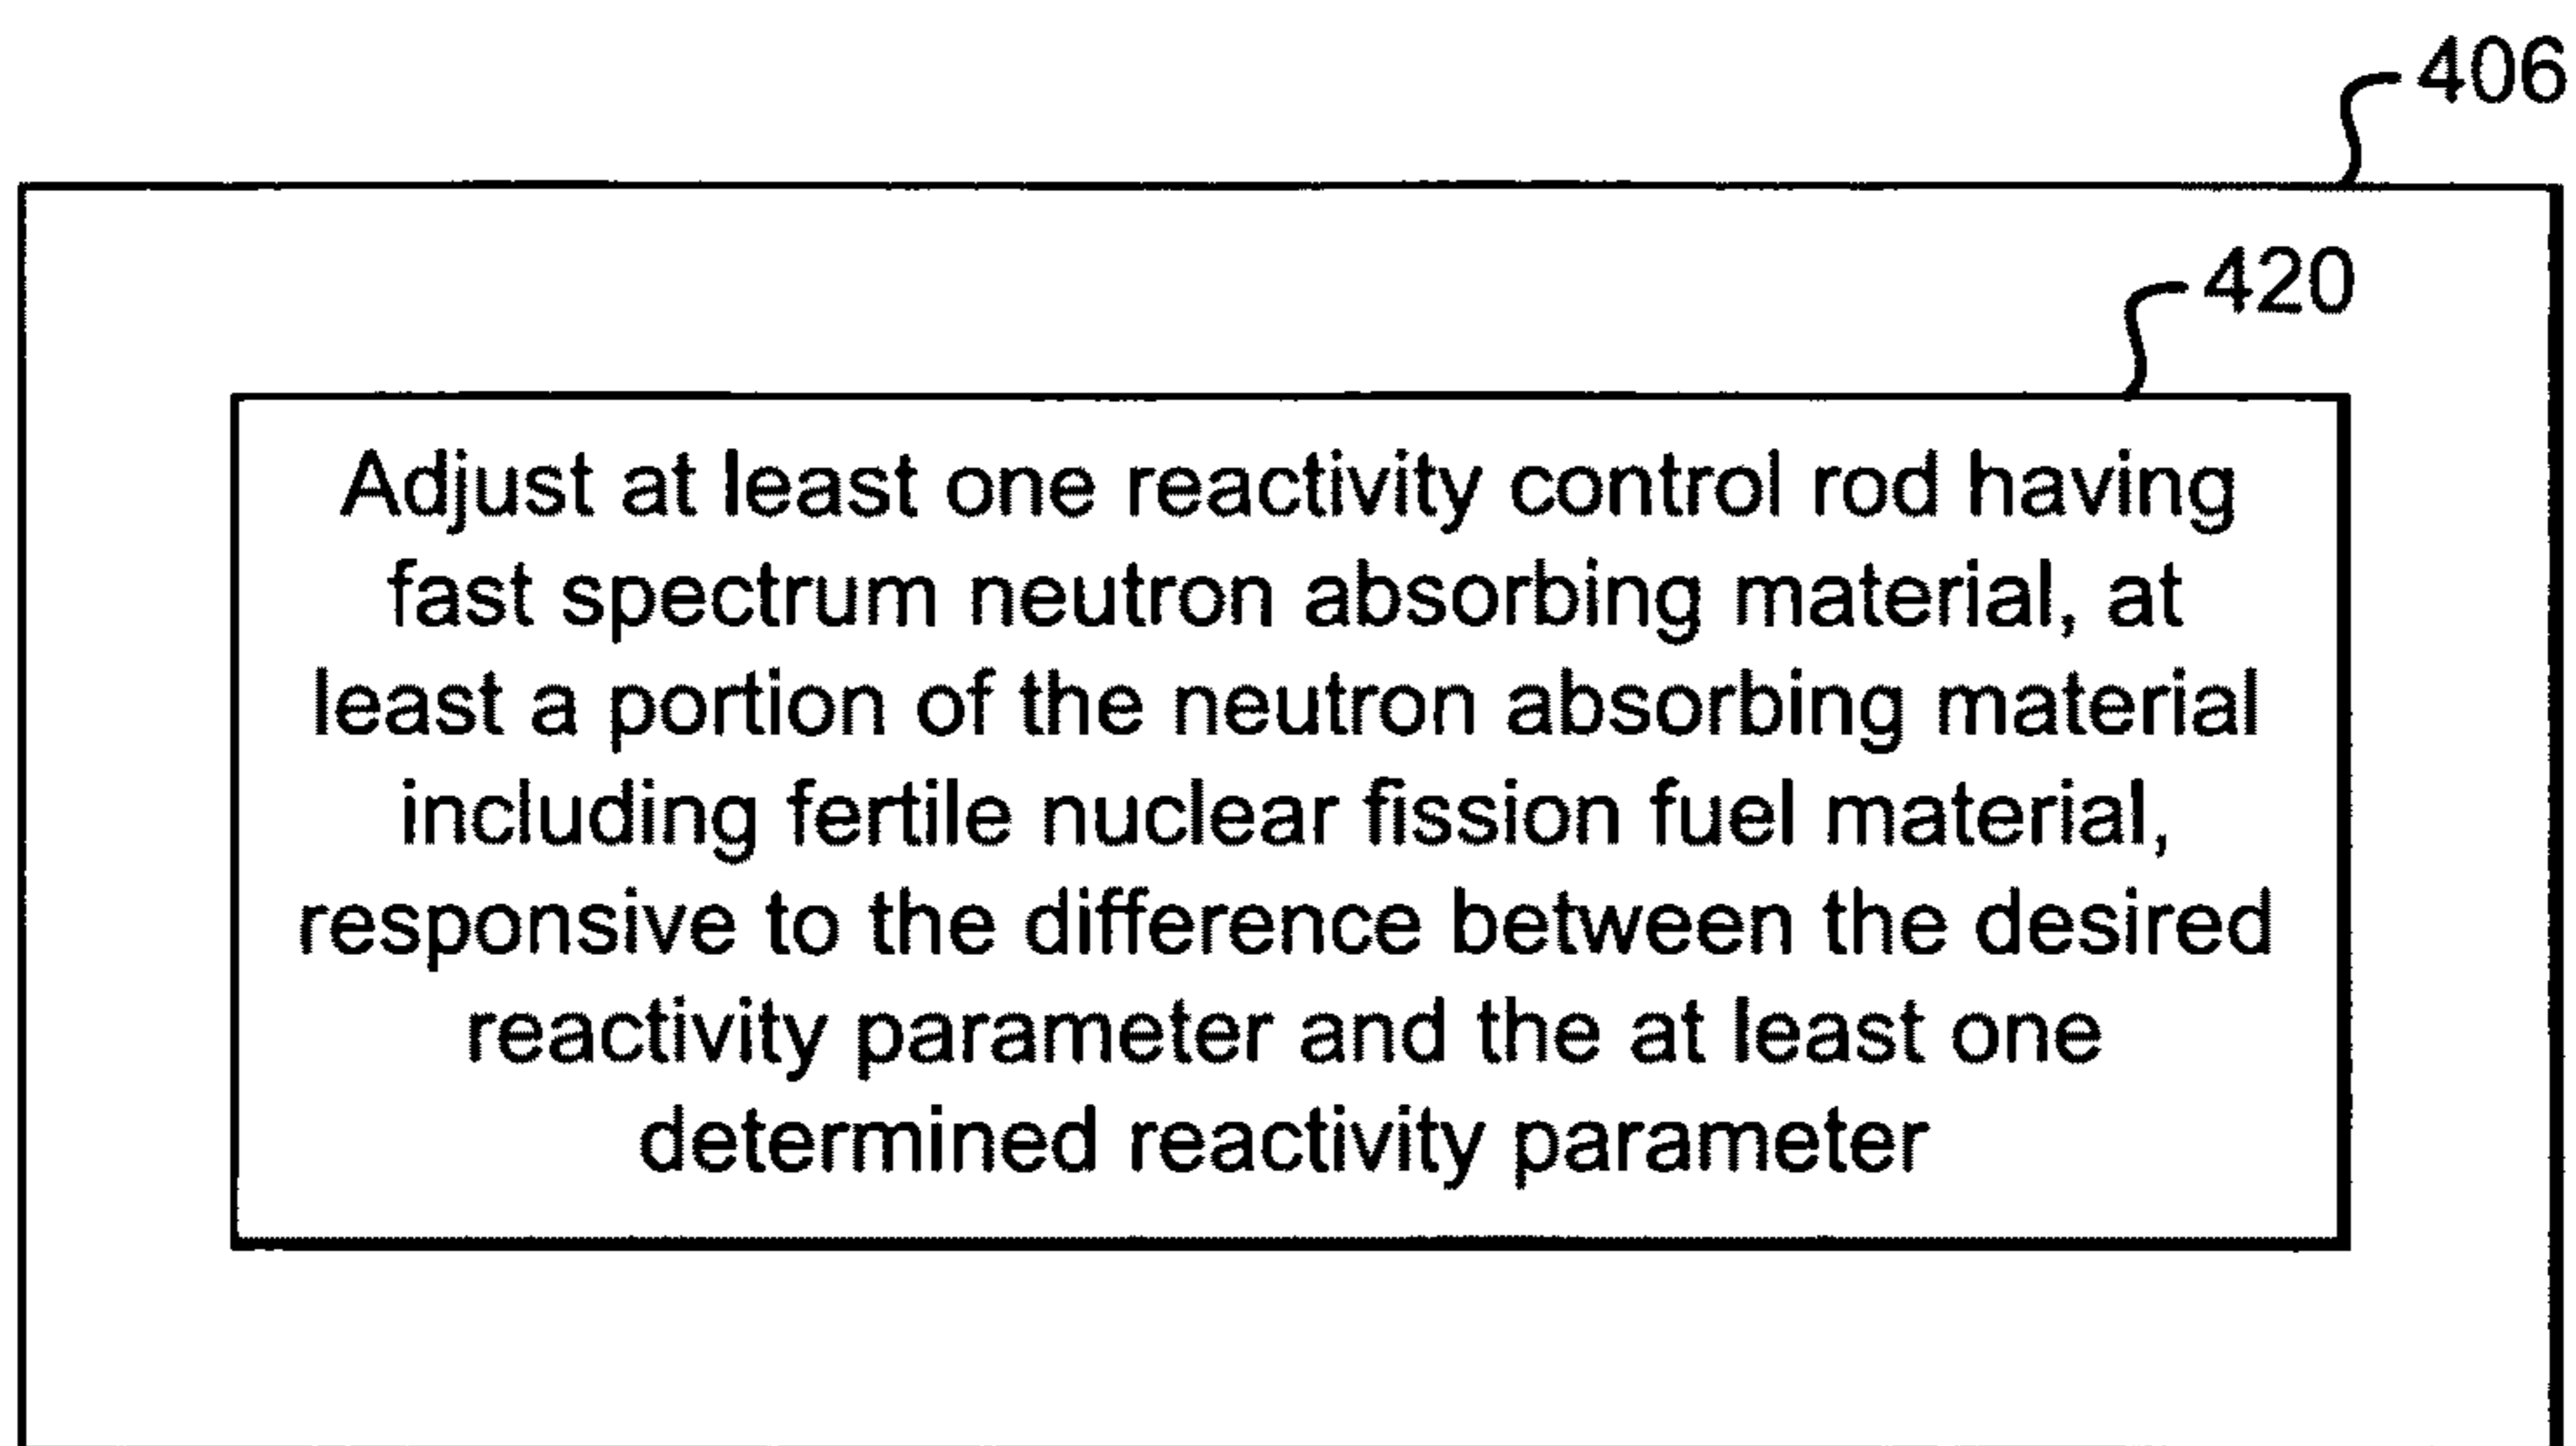 406
420
Adjust at least one reactivity control rod having
fast spectrum neutron absorbing material, at
least a portion of the neutron absorbing material
including fertile nuclear fission fuel material,
responsive to the difference between the desired
reactivity parameter and the at least one
determined reactivity parameter